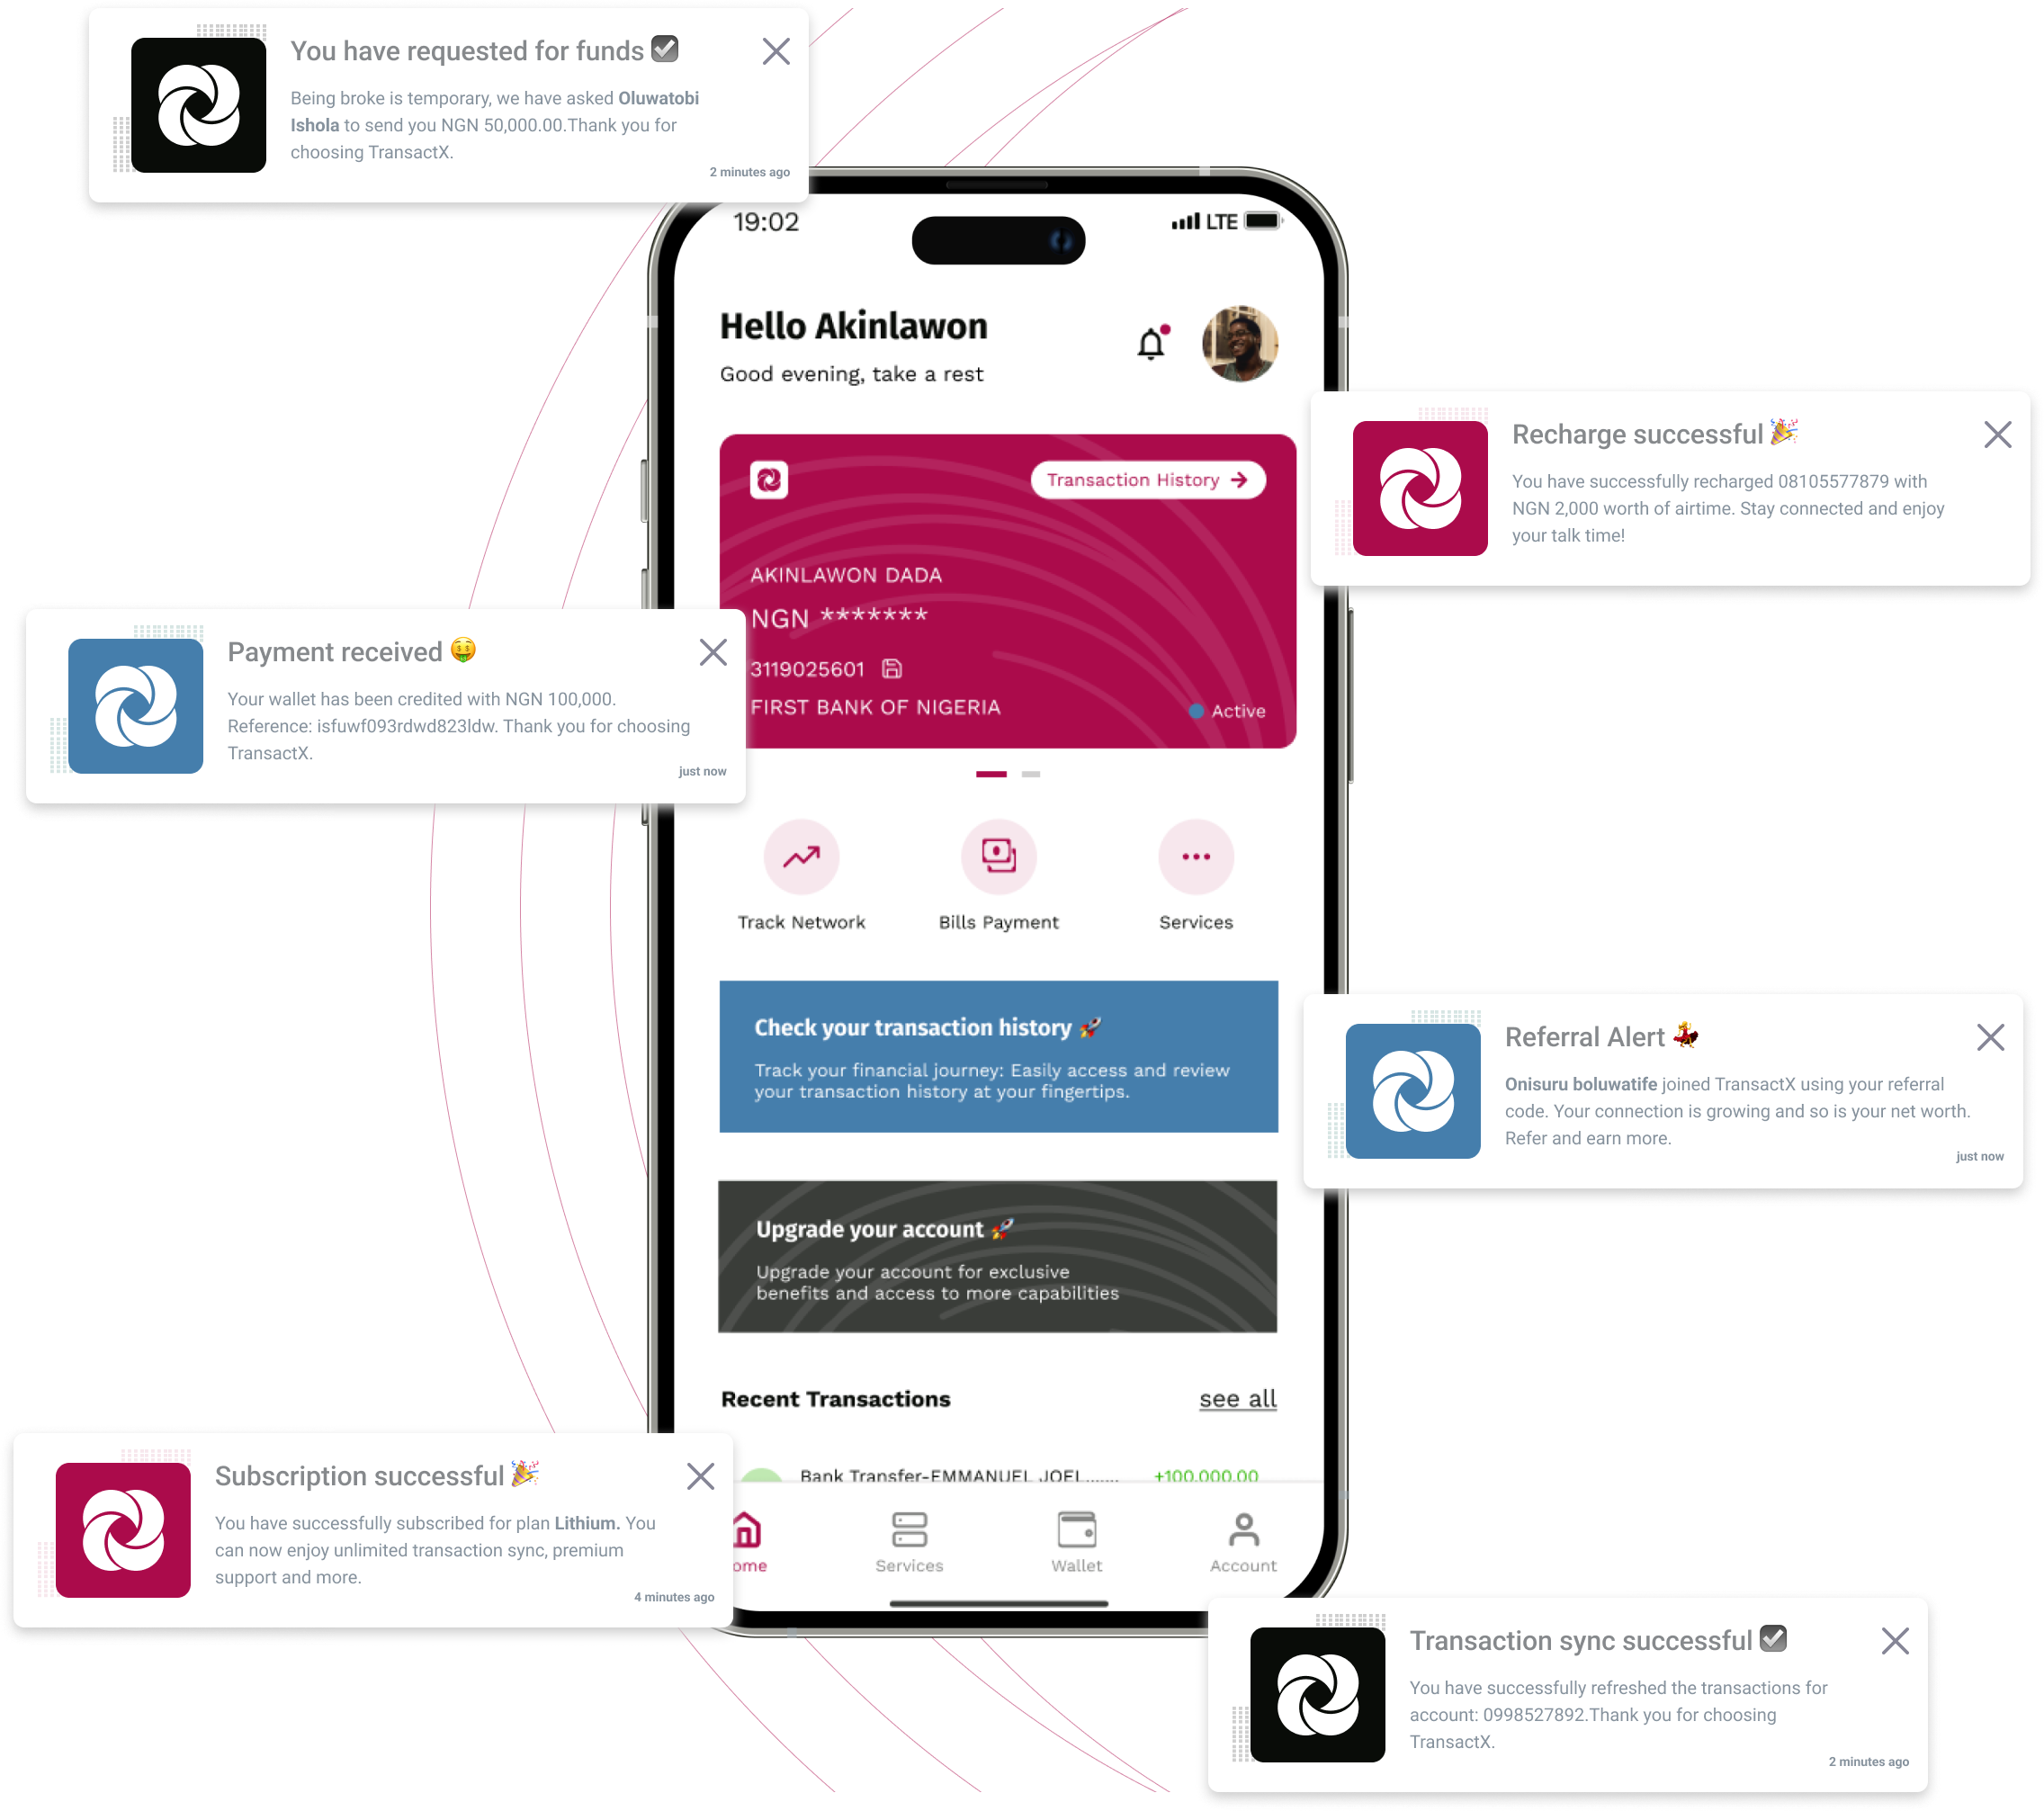 You have requested for funds
Being broke is temporary, we have asked Oluwatobi
Ishola to send you NGN 50,000.00.Thank you for
choosing TransactX.
2 minutes ago
19:02
LTE
Hello Akinlawon
Good evening, take a rest
Transaction History
AKINLAWON DADA
NGN *******
3119025601
FIRST BANK OF NIGERIA
Active
Recharge successful
You have successfully recharged 08105577879 with
NGN 2,000 worth of airtime. Stay connected and enjoy
your talk time!
Payment received
Your wallet has been credited with NGN 100,000.
Reference: isfuwf093rdwd823ldw. Thank you for choosing
TransactX.
just now
Track Network
Bills Payment
Services
Check your transaction history
Track your financial journey: Easily access and review
your transaction history at your fingertips.
Referral Alert
Onisuru boluwatife joined TransactX using your referral
code. Your connection is growing and so is your net worth.
Refer and earn more.
just now
Upgrade your account
Upgrade your account for exclusive
benefits and access to more capabilities
Recent Transactions
see all
Bank Transfer-EMMANUEL JOEL......
+100,000.00
Subscription successful
You have successfully subscribed for plan Lithium. You
can now enjoy unlimited transaction sync, premium
support and more.
4 minutes ago
ome
Services
Wallet
Account
Transaction sync successful
You have successfully refreshed the transactions for
account: 0998527892.Thank you for choosing
TransactX.
2 minutes ago